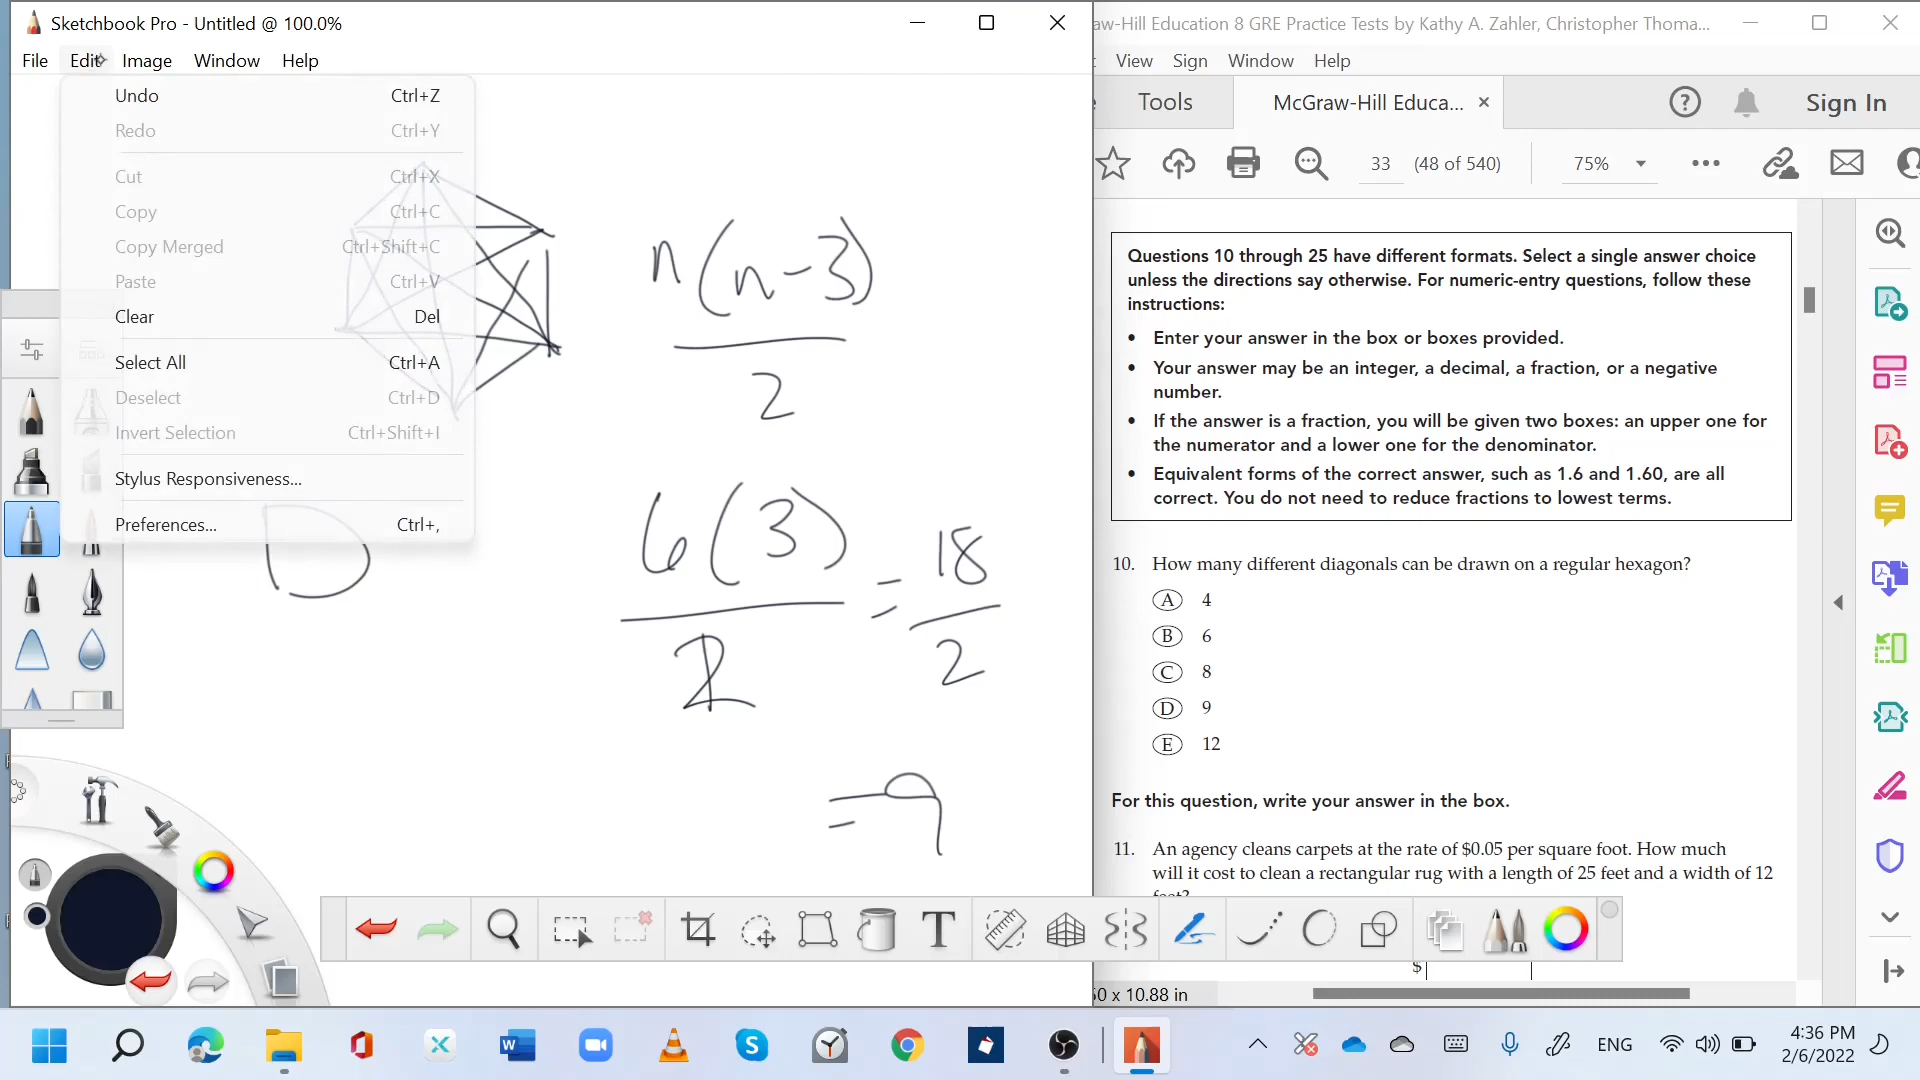 Sketchbook Pro - Untitled @ 100.0%
File Edit Image Window Help
Undo Ctrl+Z
Redo Ctrl+Y
Cut Ctrl+X
Copy Ctrl+C
Copy Merged Ctrl+Shift+C
Paste Ctrl+V
Clear Del
Select All Ctrl+A
Deselect Ctrl+D
Invert Selection Ctrl+Shift+I
Stylus Responsiveness...
Preferences... Ctrl+,
n(n-3)
2
6(3)
2
= 18
2
= 9
D
T
aw-Hill Education 8 GRE Practice Tests by Kathy A. Zahler, Christopher Thoma...
View Sign Window Help
Tools
McGraw-Hill Educa... ×
Sign In
33 (48 of 540) 75%
Questions 10 through 25 have different formats. Select a single answer choice
unless the directions say otherwise. For numeric-entry questions, follow these
instructions:
• Enter your answer in the box or boxes provided.
• Your answer may be an integer, a decimal, a fraction, or a negative
number.
• If the answer is a fraction, you will be given two boxes: an upper one for
the numerator and a lower one for the denominator.
• Equivalent forms of the correct answer, such as 1.6 and 1.60, are all
correct. You do not need to reduce fractions to lowest terms.
10. How many different diagonals can be drawn on a regular hexagon?
A 4
B 6
C 8
D 9
E 12
For this question, write your answer in the box.
11. An agency cleans carpets at the rate of $0.05 per square foot. How much
will it cost to clean a rectangular rug with a length of 25 feet and a width of 12
$
0 x 10.88 in
ENG
4:36 PM
2/6/2022